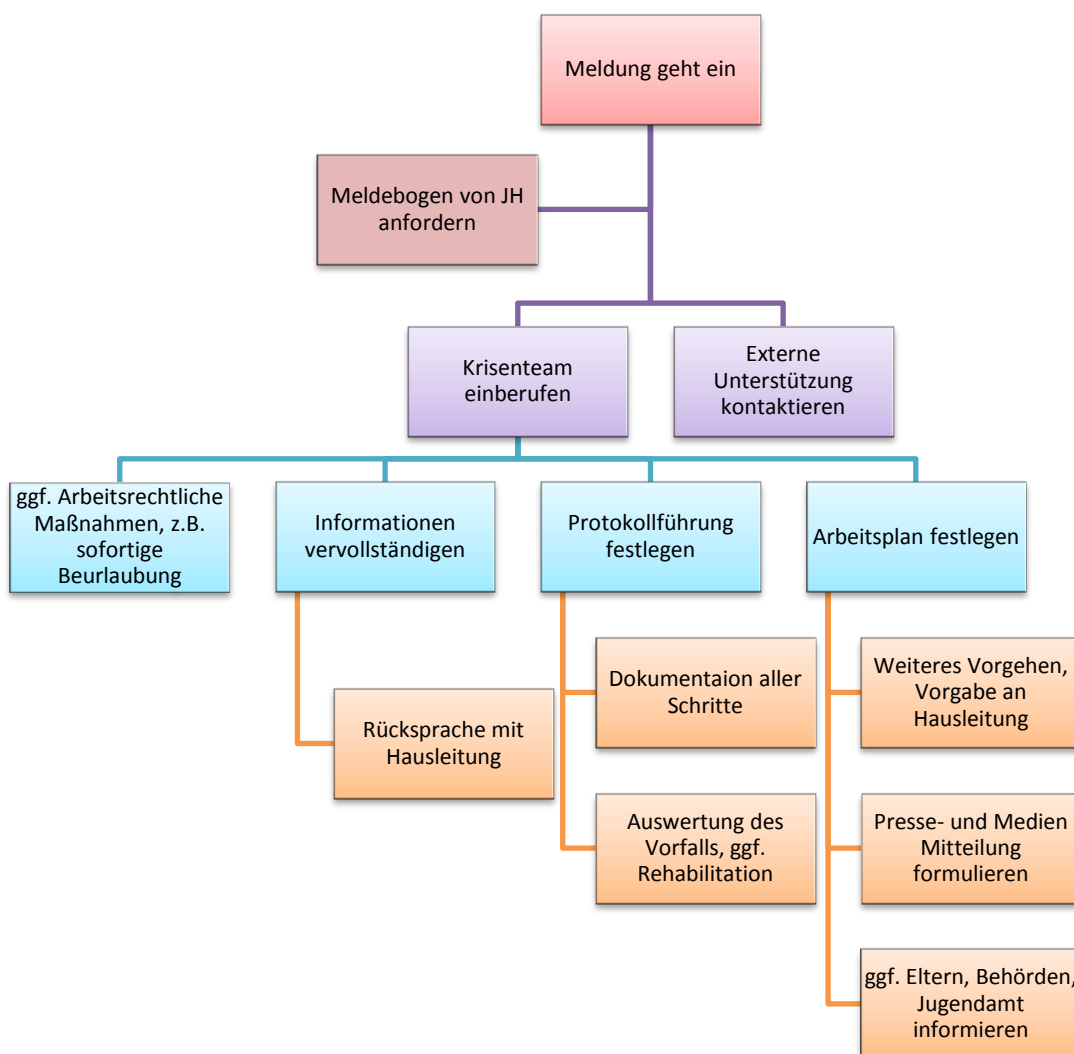 Meldung geht ein
Meldebogen von JH
anfordern
Krisenteam
einberufen
Externe
Unterstützung
kontaktieren
ggf. Arbeitsrechtliche
Maßnahmen, z.B.
sofortige
Beurlaubung
Informationen
vervollständigen
Protokollführung
festlegen
Arbeitsplan festlegen
Rücksprache mit
Hausleitung
Dokumentaion aller
Schritte
Auswertung des
Vorfalls, ggf.
Rehabilitation
Weiteres Vorgehen,
Vorgabe an
Hausleitung
Presse- und Medien
Mitteilung
formulieren
ggf. Eltern, Behörden,
Jugendamt
informieren